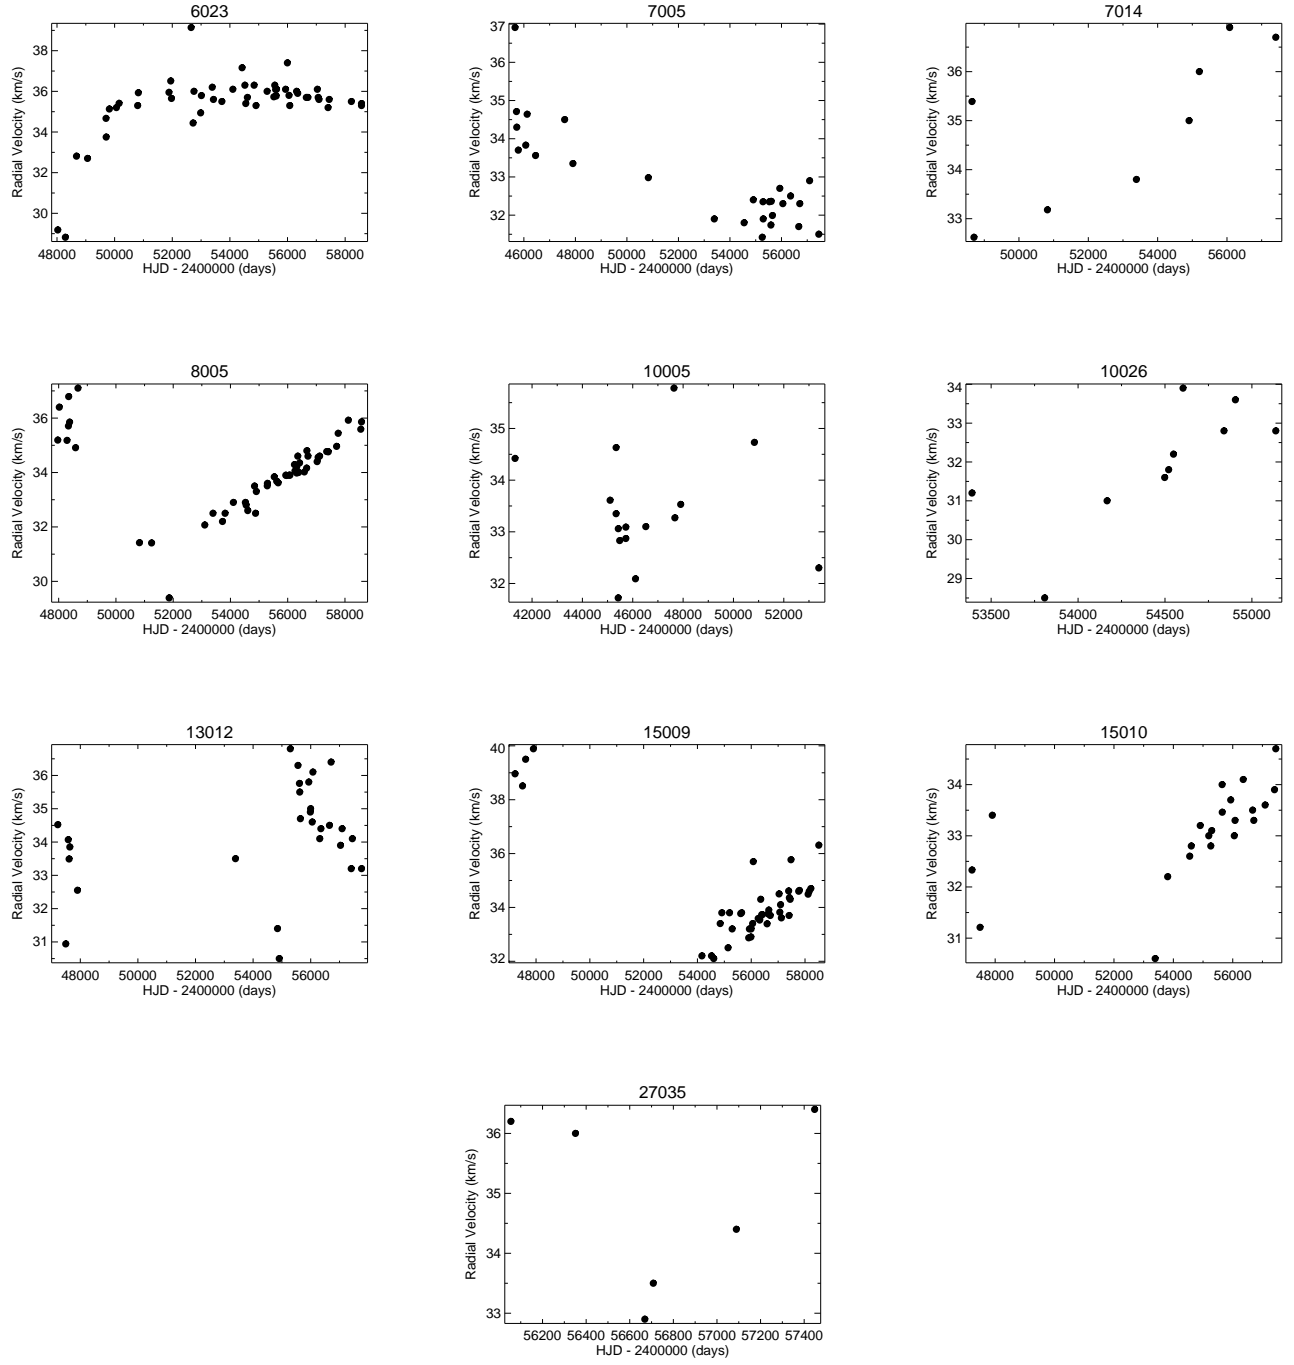 6023
Radial Velocity (km/s)
38
36
34
32
30
48000 50000 52000 54000 56000 58000
HJD - 2400000 (days)
7005
Radial Velocity (km/s)
37
36
35
34
33
32
46000 48000 50000 52000 54000 56000
HJD - 2400000 (days)
7014
Radial Velocity (km/s)
36
35
34
33
50000 52000 54000 56000
HJD - 2400000 (days)
8005
Radial Velocity (km/s)
36
34
32
30
48000 50000 52000 54000 56000 58000
HJD - 2400000 (days)
10005
Radial Velocity (km/s)
35
34
33
32
42000 44000 46000 48000 50000 52000
HJD - 2400000 (days)
10026
Radial Velocity (km/s)
34
33
32
31
30
29
53500 54000 54500 55000
HJD - 2400000 (days)
13012
Radial Velocity (km/s)
36
35
34
33
32
31
48000 50000 52000 54000 56000
HJD - 2400000 (days)
15009
Radial Velocity (km/s)
40
38
36
34
32
48000 50000 52000 54000 56000 58000
HJD - 2400000 (days)
15010
Radial Velocity (km/s)
34
33
32
31
48000 50000 52000 54000 56000
HJD - 2400000 (days)
27035
Radial Velocity (km/s)
36
35
34
33
56200 56400 56600 56800 57000 57200 57400
HJD - 2400000 (days)